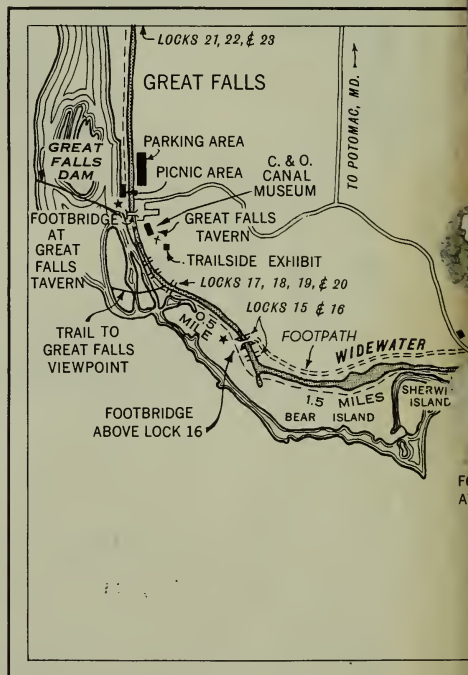 LOCKS 21, 22, & 23
GREAT FALLS
TO POTOMAC, MD.
GREAT
FALLS
DAM
PARKING AREA
PICNIC AREA
C. & O.
CANAL
MUSEUM
FOOTBRIDGE
AT
GREAT
FALLS
TAVERN
GREAT FALLS
TAVERN
TRAILSIDE EXHIBIT
LOCKS 17, 18, 19, & 20
LOCKS 15 & 16
0.5
MILE
FOOTPATH
WIDEWATER
TRAIL TO
GREAT FALLS
VIEWPOINT
1.5 MILES
BEAR ISLAND
SHERWI
ISLAND
FOOTBRIDGE
ABOVE LOCK 16